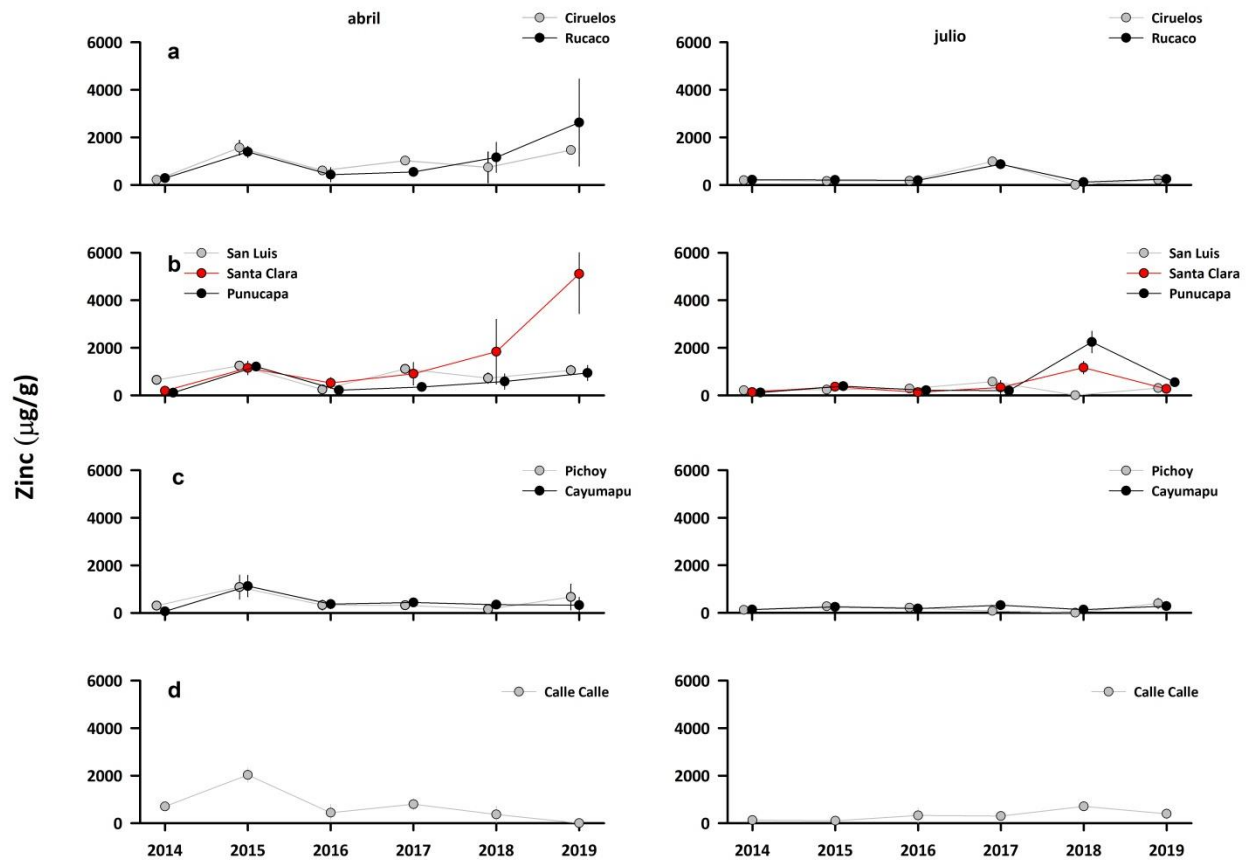 abril
Ciruelos
Rucaco
a
6000
4000
2000
0
julio
Ciruelos
Rucaco
6000
4000
2000
0
San Luis
Santa Clara
Punucapa
b
6000
4000
2000
0
San Luis
Santa Clara
Punucapa
6000
4000
2000
0
Zinc (µg/g)
Pichoy
Cayumapu
c
6000
4000
2000
0
Pichoy
Cayumapu
6000
4000
2000
0
d
Calle Calle
6000
4000
2000
0
2014 2015 2016 2017 2018 2019
Calle Calle
6000
4000
2000
0
2014 2015 2016 2017 2018 2019